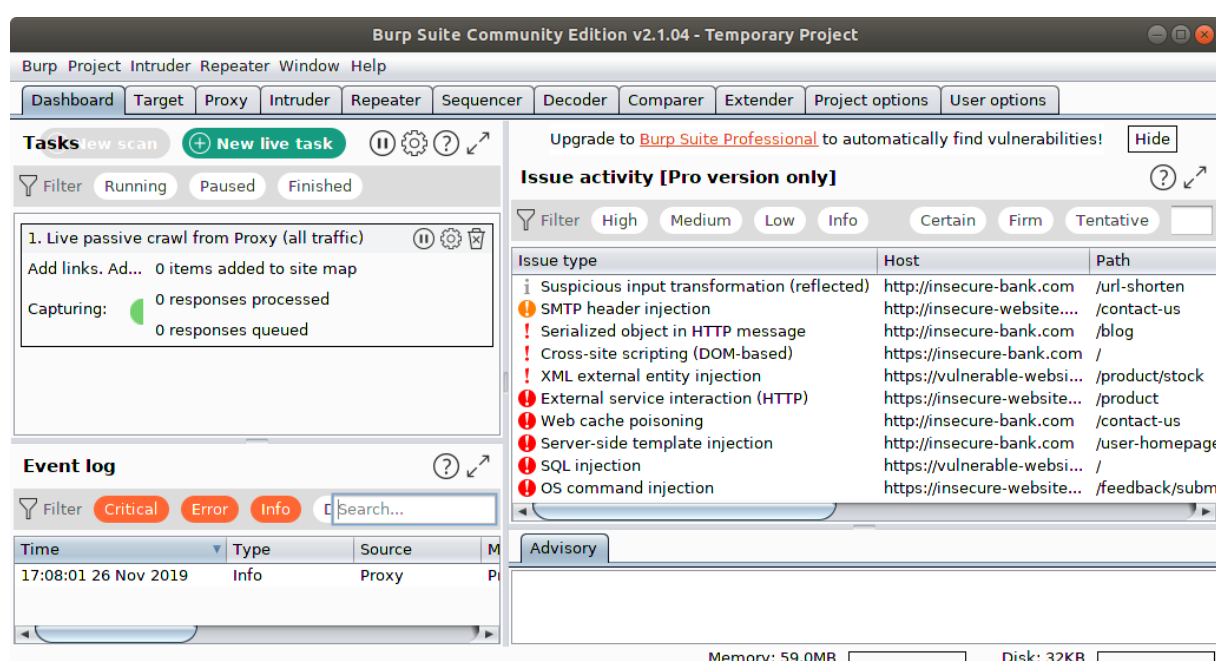 Burp Suite Community Edition v2.1.04 - Temporary Project
Burp Project Intruder Repeater Window Help
Dashboard Target Proxy Intruder Repeater Sequencer Decoder Comparer Extender Project options User options
Tasks New scan New live task
Filter Running Paused Finished
1. Live passive crawl from Proxy (all traffic)
Add links. Ad... 0 items added to site map
Capturing: 0 responses processed
0 responses queued
Event log
Filter Critical Error Info Search...
Time Type Source M
17:08:01 26 Nov 2019 Info Proxy
Upgrade to Burp Suite Professional to automatically find vulnerabilities! Hide
Issue activity [Pro version only]
Filter High Medium Low Info Certain Firm Tentative
Issue type Host Path
Suspicious input transformation (reflected) http://insecure-bank.com /url-shorten
SMTP header injection http://insecure-website.... /contact-us
Serialized object in HTTP message http://insecure-bank.com /blog
Cross-site scripting (DOM-based) https://insecure-bank.com /
XML external entity injection https://vulnerable-websi... /product/stock
External service interaction (HTTP) https://insecure-website... /product
Web cache poisoning http://insecure-bank.com /contact-us
Server-side template injection http://insecure-bank.com /user-homepage
SQL injection https://vulnerable-websi... /
OS command injection https://insecure-website... /feedback/subm
Advisory
Memory: 59.0MB Disk: 32KB